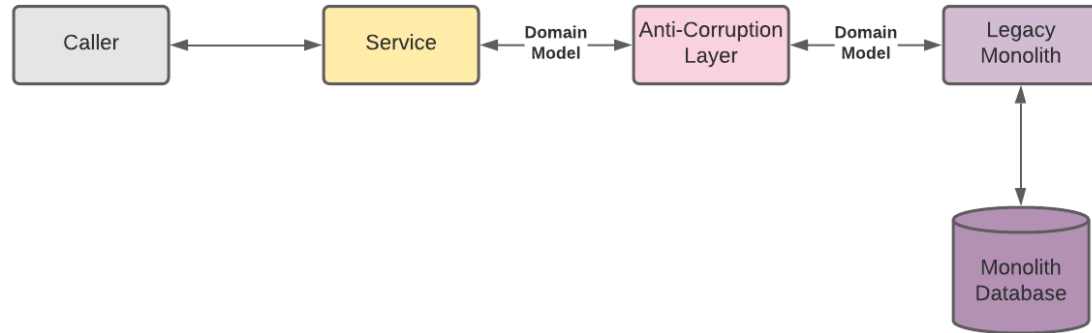 Caller
Service
Domain
Model
Anti-Corruption
Layer
Domain
Model
Legacy
Monolith
Monolith
Database